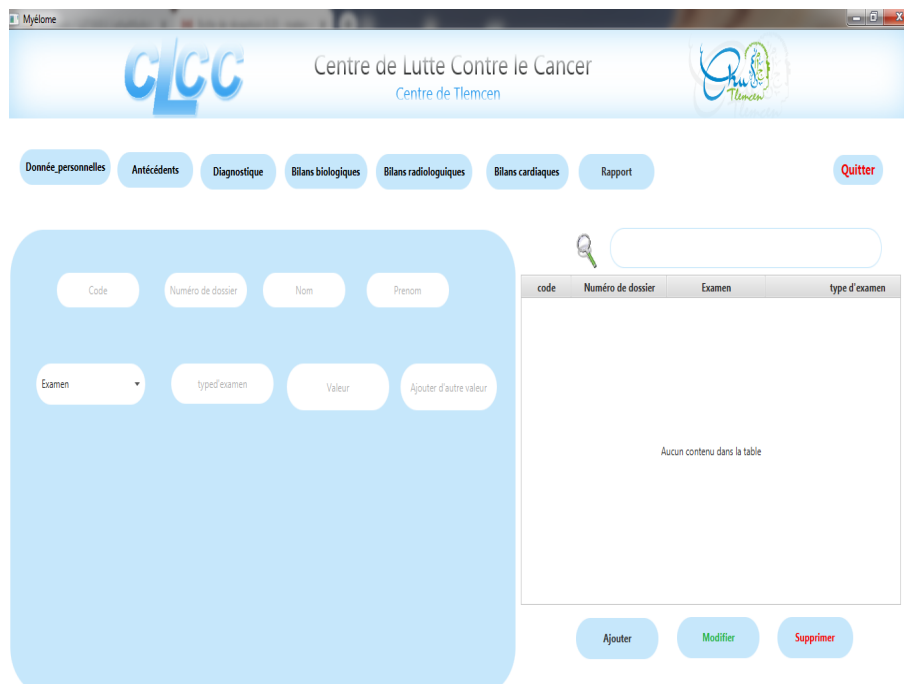 Myélome
CLCC
Centre de Lutte Contre le Cancer
Centre de Tlemcen
Chu
Tlemcen
Donnée_personnelles Antécédents Diagnostique Bilans biologiques Bilans radiologuiques Bilans cardiaques Rapport Quitter
Code Numéro de dossier Nom Prenom
code Numéro de dossier Examen type d'examen
Examen typed'examen Valeur Ajouter d'autre valeur
Aucun contenu dans la table
Ajouter Modifier Supprimer